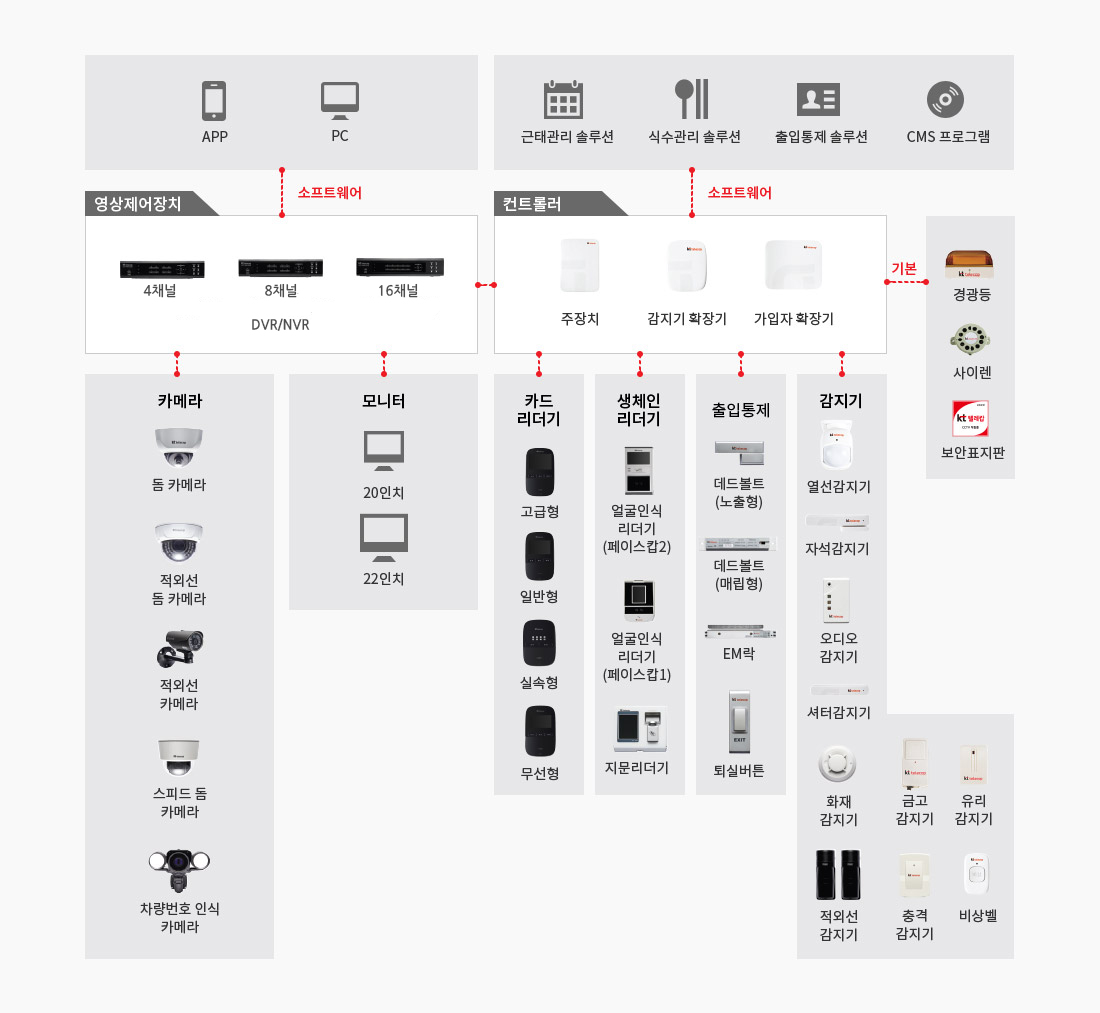 APP
PC
근태관리 솔루션
식수관리 솔루션
출입통제 솔루션
CMS 프로그램
소프트웨어
소프트웨어
영상제어장치
4채널
8채널
16채널
DVR/NVR
컨트롤러
주장치
감지기 확장기
가입자 확장기
기본
kt telecop
경광등
사이렌
kt 텔레캅
보안표지판
카메라
돔 카메라
적외선
돔 카메라
적외선
카메라
스피드 돔
카메라
차량번호 인식
카메라
모니터
20인치
22인치
카드
리더기
고급형
일반형
실속형
무선형
생체인
리더기
얼굴인식
리더기
(페이스캅2)
얼굴인식
리더기
(페이스캅1)
지문리더기
출입통제
데드볼트
(노출형)
데드볼트
(매립형)
EM락
EXIT
퇴실버튼
감지기
열선감지기
자석감지기
오디오
감지기
셔터감지기
화재
감지기
kt telecop
금고
감지기
유리
감지기
적외선
감지기
충격
감지기
비상벨